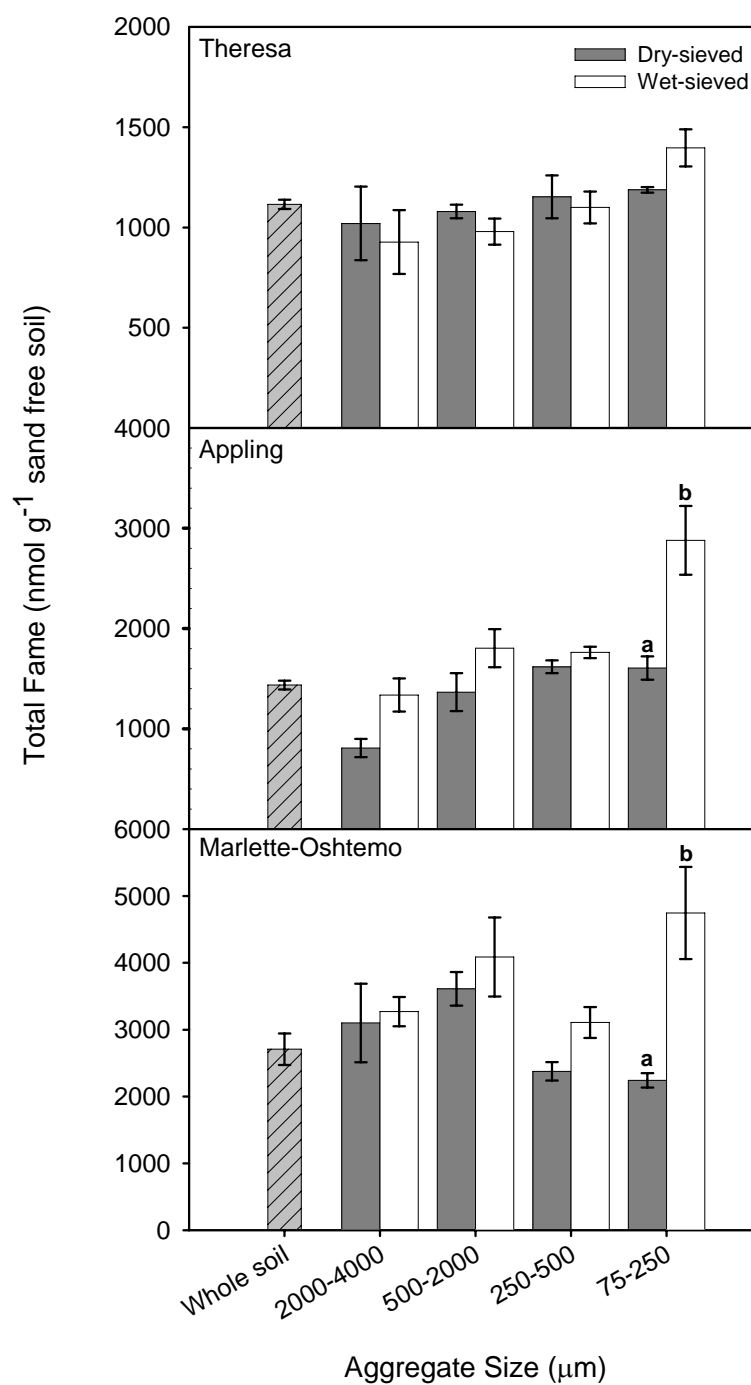 Total Fame (nmol g-1 sand free soil)
2000
1500
1000
500
4000
Theresa
Dry-sieved
Wet-sieved
3000
2000
1000
6000
Appling
a
b
5000
4000
3000
2000
1000
0
Marlette-Oshtemo
a
b
Whole soil
2000-4000
500-2000
250-500
75-250
Aggregate Size (μm)